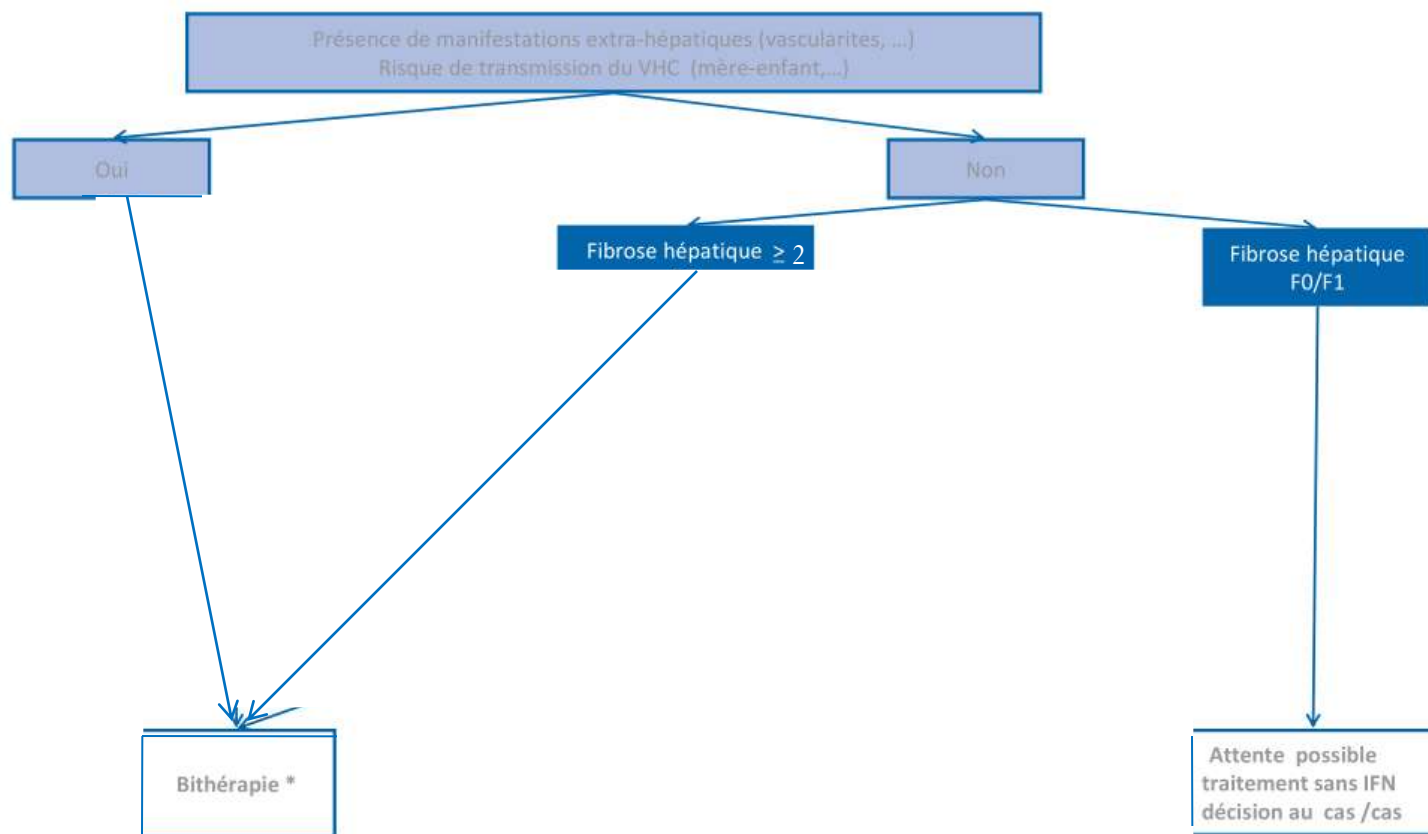 Présence de manifestations extra-hépatiques (vascularites, ...)
Risque de transmission du VHC (mère-enfant,...)
Oui
Non
Fibrose hépatique ≥ 2
Fibrose hépatique
F0/F1
Bithérapie *
Attente possible
traitement sans IFN
décision au cas /cas